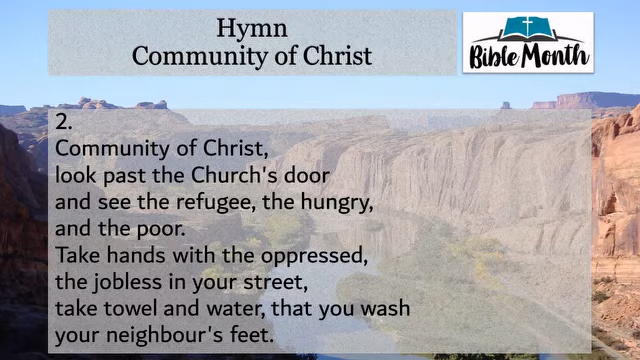 Hymn
Community of Christ
Bible Month
2.
Community of Christ,
look past the Church's door
and see the refugee, the hungry,
and the poor.
Take hands with the oppressed,
the jobless in your street,
take towel and water, that you wash
your neighbour's feet.